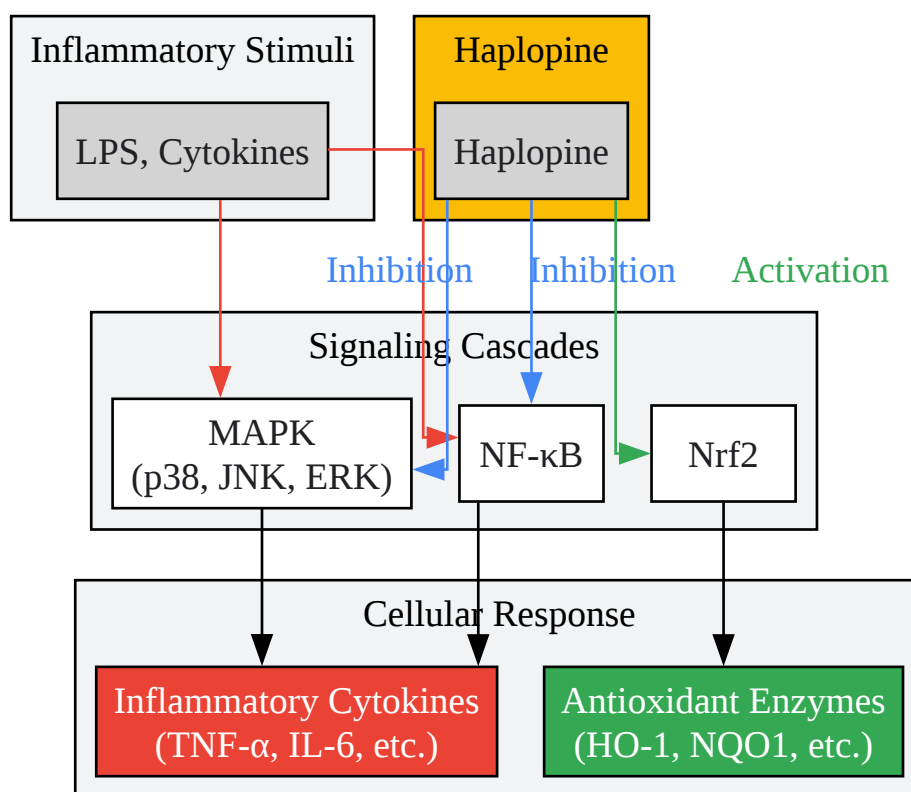 Inflammatory Stimuli
Haplopine
LPS, Cytokines
Haplopine
Inhibition
Inhibition
Activation
Signaling Cascades
MAPK
(p38, JNK, ERK)
NF-κB
Nrf2
Cellular Response
Inflammatory Cytokines
(TNF-α, IL-6, etc.)
Antioxidant Enzymes
(HO-1, NQO1, etc.)